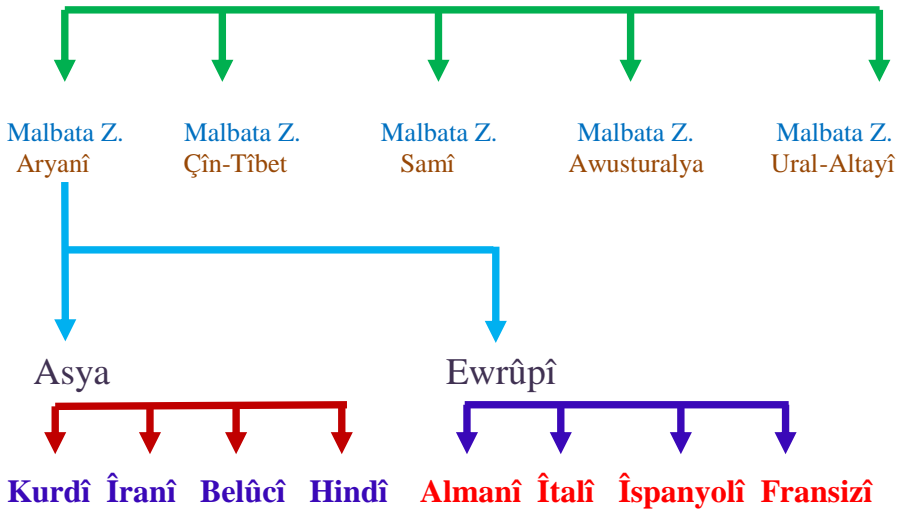 Malbata Z. Malbata Z. Malbata Z. Malbata Z. Malbata Z.
Aryanî Çîn-Tîbet Samî Awusturalya Ural-Altayî
Asya Ewrûpî
Kurdî Îranî Belûcî Hindî Almanî Îtalî Îspanyolî Fransizî